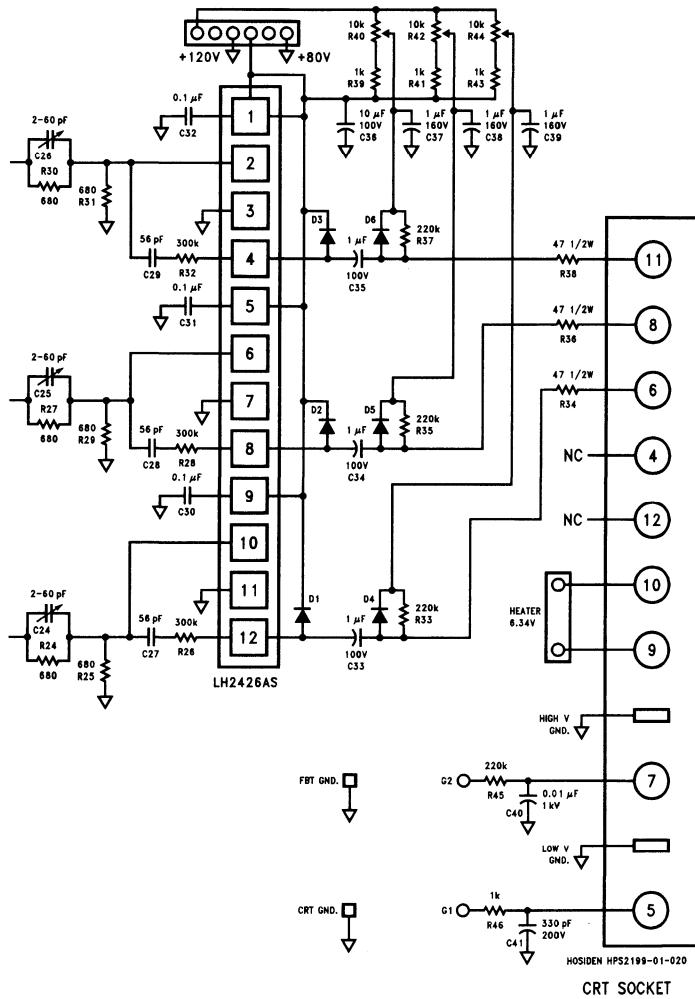 +120V
+80V
10k
R40
10k
R42
10k
R44
1k
R39
1k
R41
1k
R43
0.1 μF
C32
10 μF
100V
C36
1 μF
160V
C37
1 μF
160V
C38
1 μF
160V
C39
1
2
3
4
5
6
7
8
9
10
11
12
LH2426AS
2-60 pF
C26
R30
680
680
R31
56 pF
C29
300k
R32
0.1 μF
C31
D3
1 μF
100V
C35
D6
220k
R37
47 1/2W
R38
47 1/2W
R36
47 1/2W
R34
2-60 pF
C25
R27
680
680
R29
56 pF
C28
300k
R28
0.1 μF
C30
D2
1 μF
100V
C34
D5
220k
R35
2-60 pF
C24
R24
680
680
R25
56 pF
C27
300k
R26
D1
1 μF
100V
C33
D4
220k
R33
11
8
6
NC
4
NC
12
10
HEATER
6.34V
9
HIGH V
GND.
FBT GND.
G2
220k
R45
C40
0.01 μF
1 kV
7
LOW V
GND.
CRT GND.
G1
1k
R46
C41
330 pF
200V
5
HOSIDEN HPS2199-01-020
CRT SOCKET